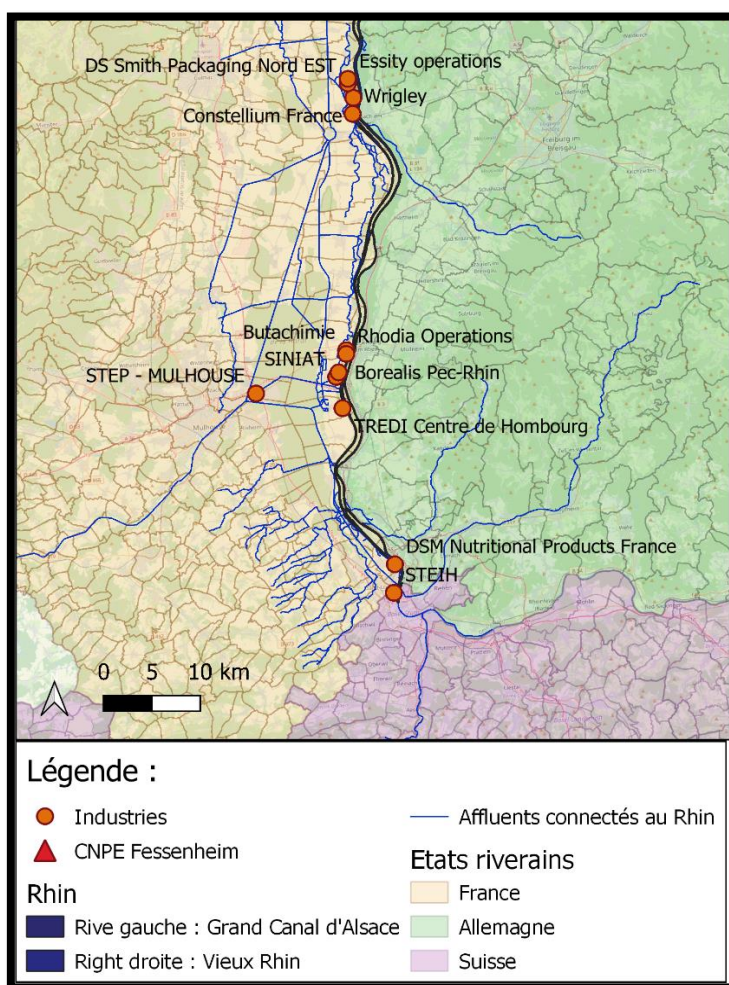 DS Smith Packaging Nord EST
Essity operations
Wrigley
Constellium France
Butachimie
Rhodia Operations
SINIAT
Borealis Pec-Rhin
STEP - MULHOUSE
TREDI Centre de Hombourg
DSM Nutritional Products France
STEIH
0 5 10 km
Légende :
Industries
CNPE Fessenheim
Rhin
Rive gauche : Grand Canal d'Alsace
Right droite : Vieux Rhin
Affluents connectés au Rhin
Etats riverains
France
Allemagne
Suisse